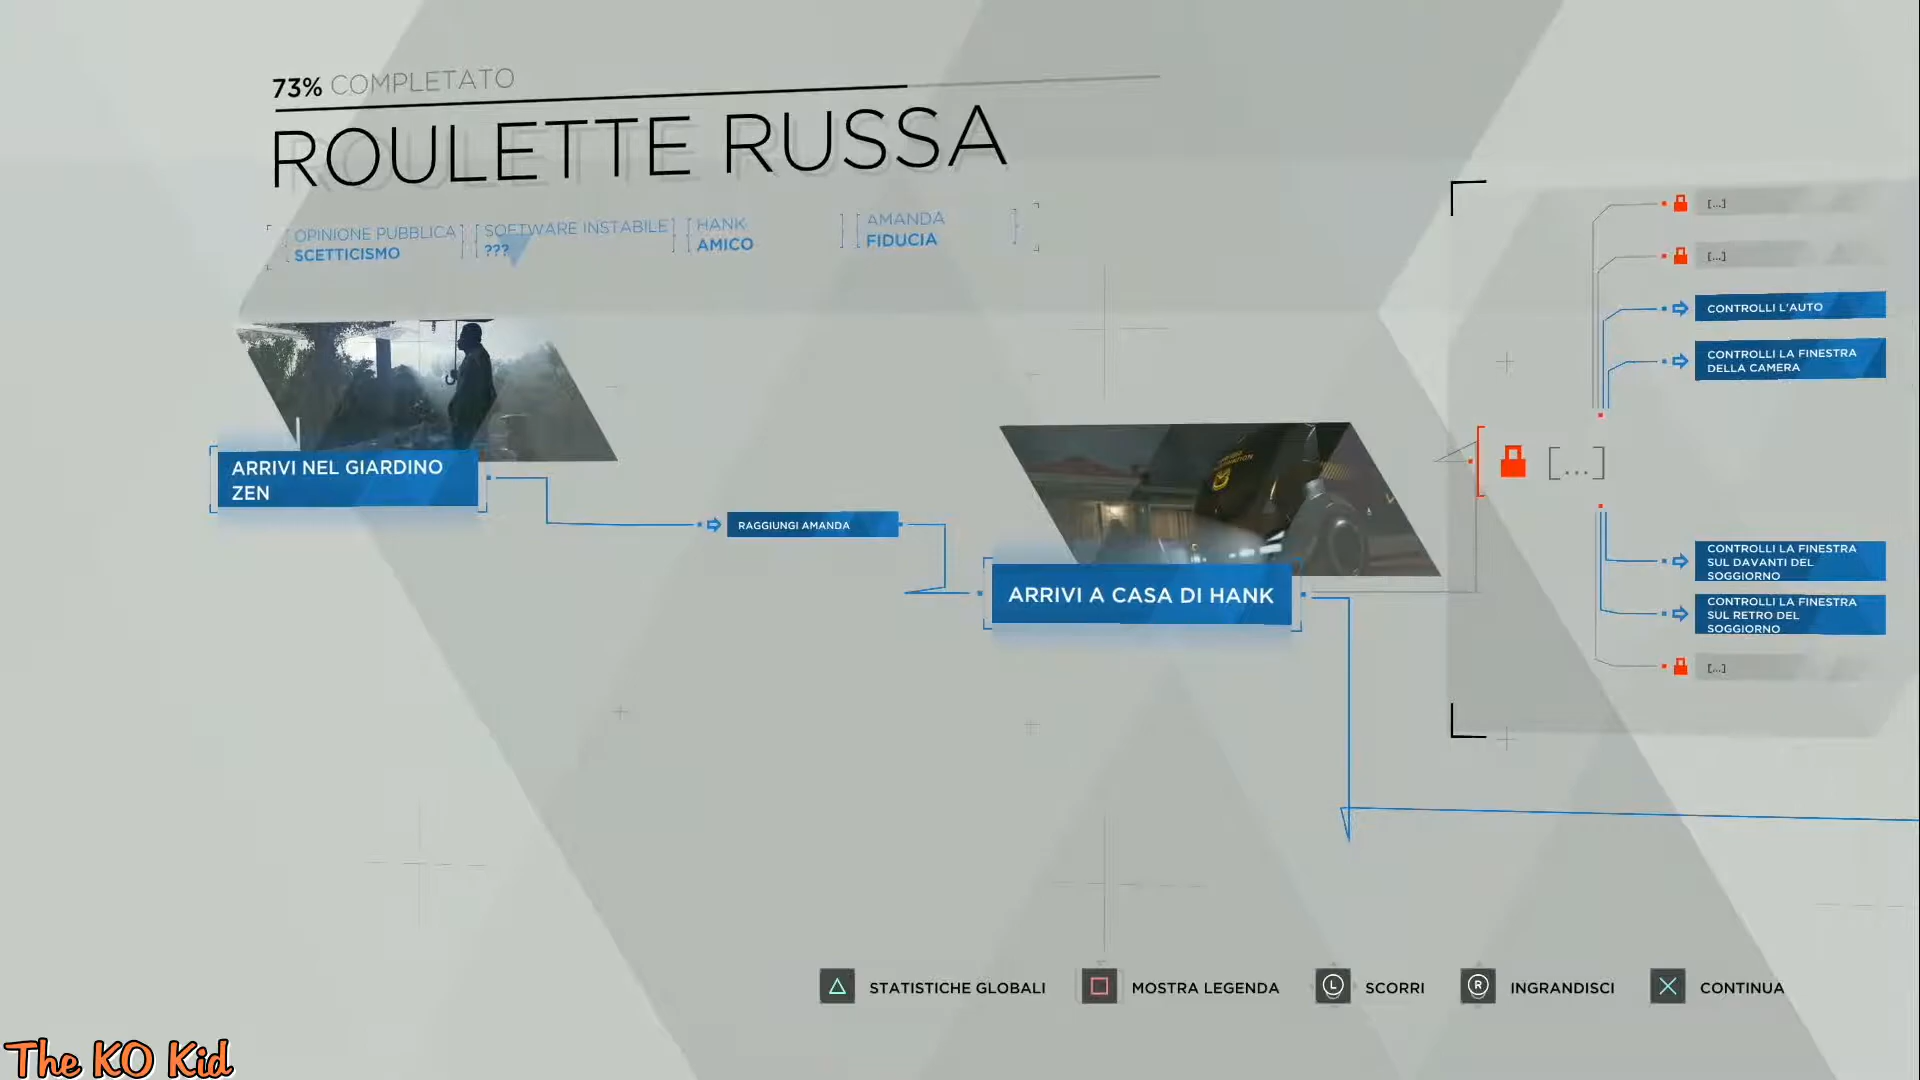 73% COMPLETATO
ROULETTE RUSSA
OPINIONE PUBBLICA
SCETTICISMO
SOFTWARE INSTABILE
???
HANK
AMICO
AMANDA
FIDUCIA
ARRIVI NEL GIARDINO
ZEN
RAGGIUNGI AMANDA
ARRIVI A CASA DI HANK
[...]
[...]
CONTROLLI L'AUTO
CONTROLLI LA FINESTRA
DELLA CAMERA
[...]
CONTROLLI LA FINESTRA
SUL DAVANTI DEL
SOGGIORNO
CONTROLLI LA FINESTRA
SUL RETRO DEL
SOGGIORNO
[...]
STATISTICHE GLOBALI
MOSTRA LEGENDA
L SCORRI
R INGRANDISCI
CONTINUA
The KO Kid